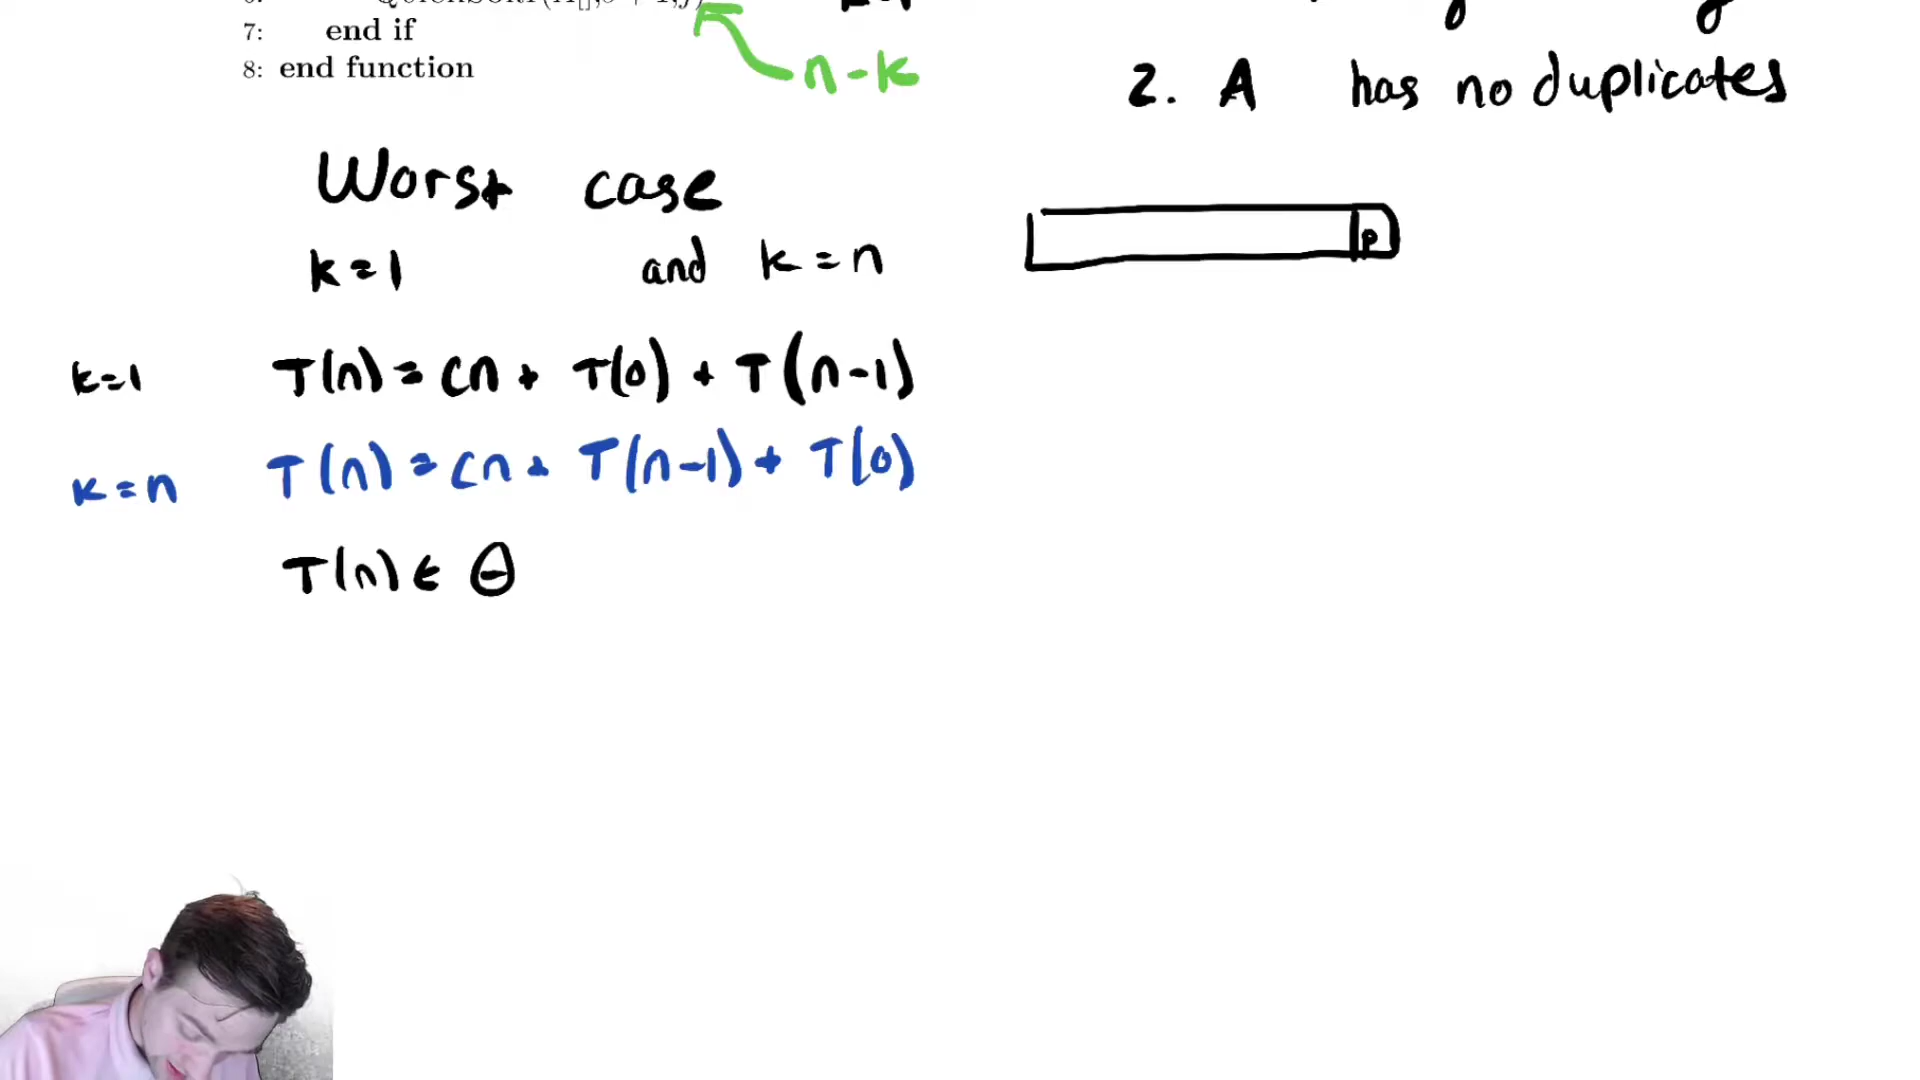 7: end if
8: end function
n-k
2. A has no duplicates
Worst case
k=1 and k=n
p
k=1 T(n)=cn + T(0) + T(n-1)
k=n T(n)=cn + T(n-1) + T(0)
T(n) ∈ Θ